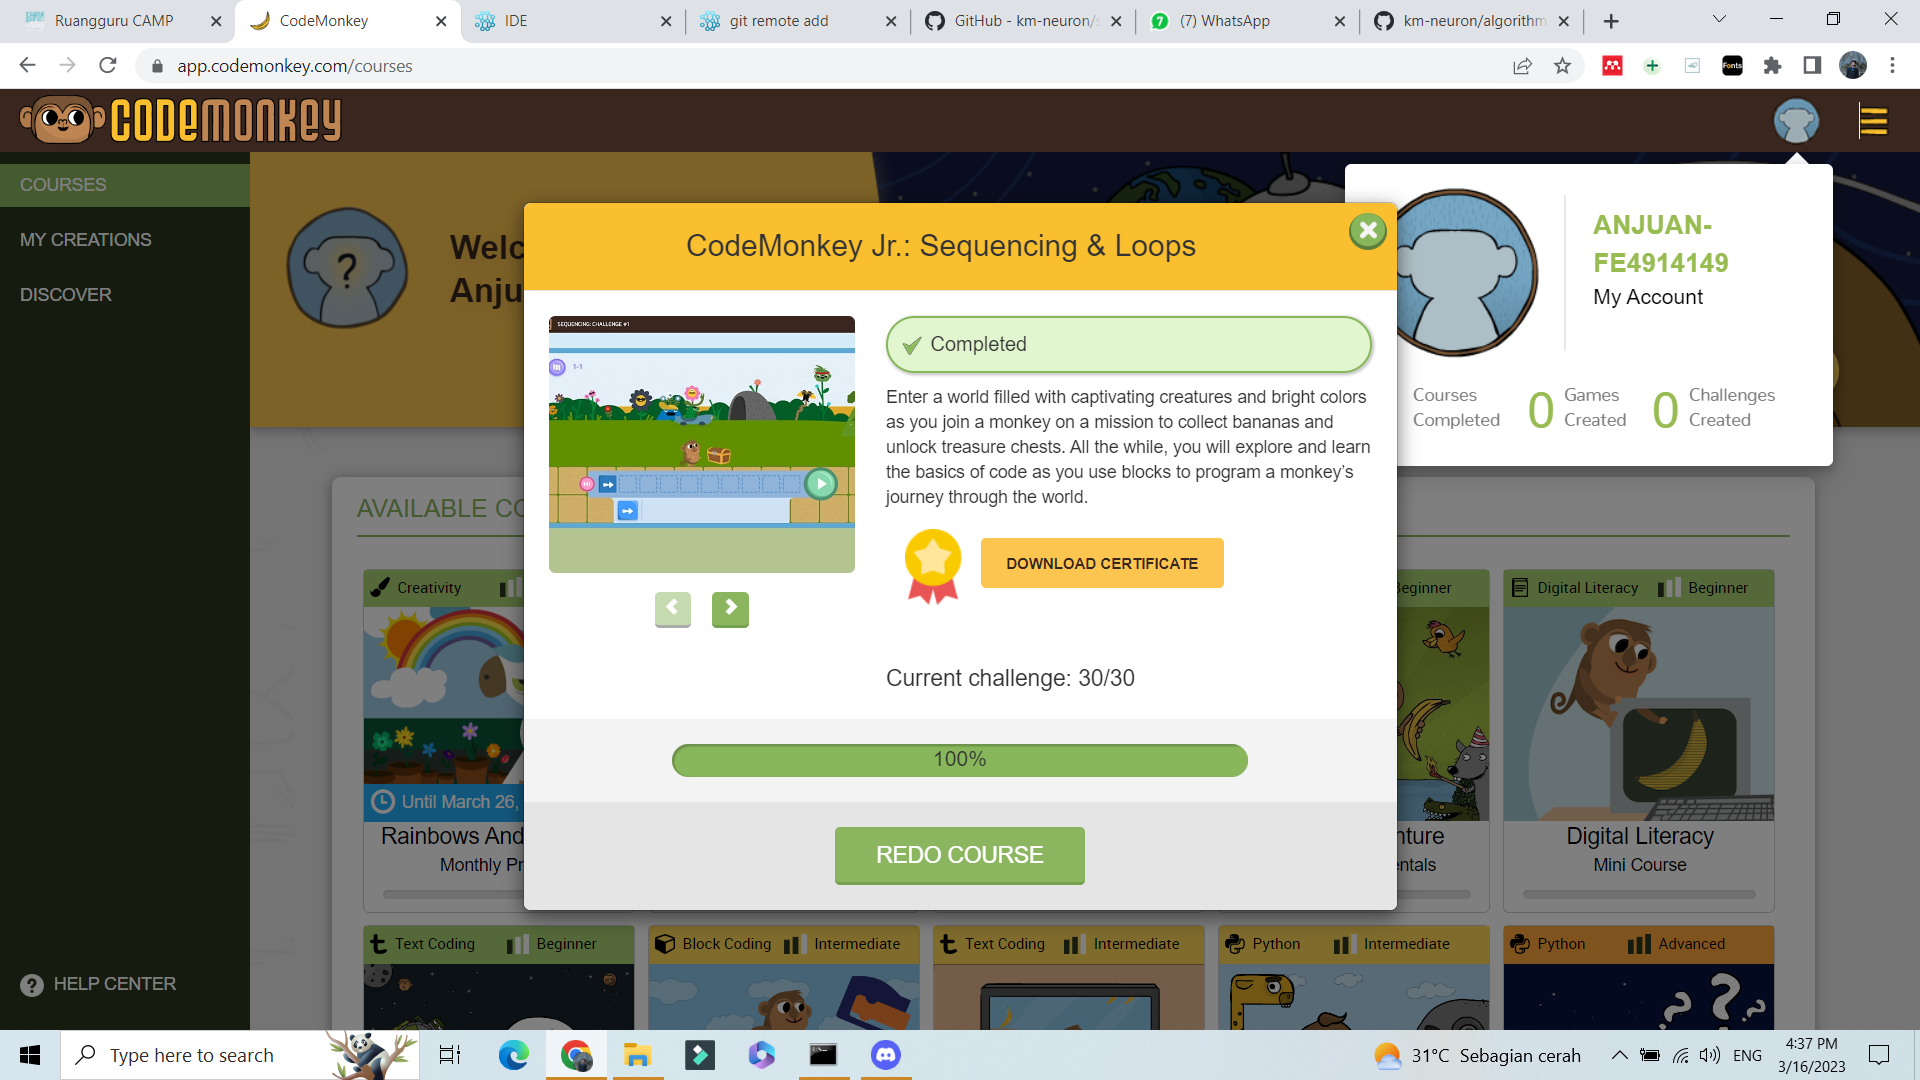 Ruangguru CAMP
CodeMonkey
IDE
git remote add
GitHub - km-neuron/s
(7) WhatsApp
km-neuron/algorithm
app.codemonkey.com/courses
Fonts
CODEMONKEY
COURSES
MY CREATIONS
DISCOVER
HELP CENTER
?
Welc
Anju
CodeMonkey Jr.: Sequencing & Loops
SEQUENCING: CHALLENGE #1
1-1
Completed
Enter a world filled with captivating creatures and bright colors
as you join a monkey on a mission to collect bananas and
unlock treasure chests. All the while, you will explore and learn
the basics of code as you use blocks to program a monkey’s
journey through the world.
DOWNLOAD CERTIFICATE
Current challenge: 30/30
100%
REDO COURSE
ANJUAN-
FE4914149
My Account
Courses
Completed
0 Games
Created
0 Challenges
Created
AVAILABLE CO
Creativity
Beginner
Digital Literacy Beginner
Until March 26,
Rainbows And
Monthly Pr
nture
entals
Digital Literacy
Mini Course
Text Coding Beginner
Block Coding Intermediate
Text Coding Intermediate
Python Intermediate
Python Advanced
Type here to search
31°C Sebagian cerah
ENG
4:37 PM
3/16/2023